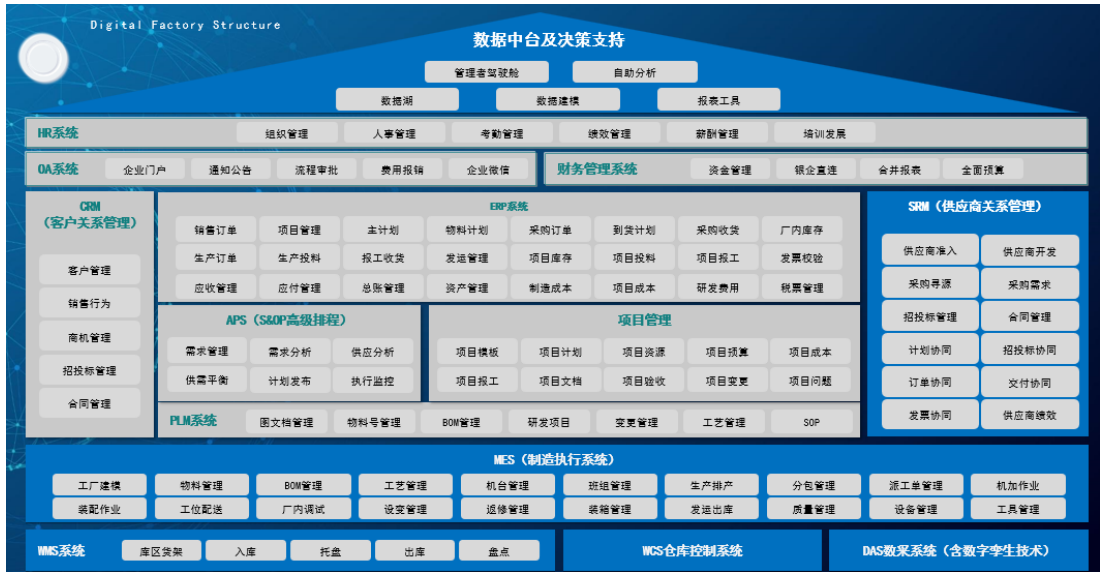 Digital Factory Structure
数据中台及决策支持
管理者驾驶舱 自助分析
数据湖 数据建模 报表工具
HR系统 组织管理 人事管理 考勤管理 绩效管理 薪酬管理 培训发展
OA系统 企业门户 通知公告 流程审批 费用报销 企业微信
财务管理系统 资金管理 银企直连 合并报表 全面预算
CRM
（客户关系管理）
客户管理
销售行为
商机管理
招投标管理
合同管理
ERP系统
销售订单 项目管理 主计划 物料计划 采购订单 到货计划 采购收货 厂内库存
生产订单 生产投料 报工收货 发运管理 项目库存 项目投料 项目报工 发票校验
应收管理 应付管理 总账管理 资产管理 制造成本 项目成本 研发费用 税票管理
APS（S&OP高级排程）
需求管理 需求分析 供应分析
供需平衡 计划发布 执行监控
项目管理
项目模板 项目计划 项目资源 项目预算 项目成本
项目报工 项目文档 项目验收 项目变更 项目问题
PLM系统 图文档管理 物料号管理 BOM管理 研发项目 变更管理 工艺管理 SOP
SRM（供应商关系管理）
供应商准入 供应商开发
采购寻源 采购需求
招投标管理 合同管理
计划协同 招投标协同
订单协同 交付协同
发票协同 供应商绩效
MES（制造执行系统）
工厂建模 物料管理 BOM管理 工艺管理 机台管理 班组管理 生产排产 分包管理 派工单管理 机加作业
装配作业 工位配送 厂内调试 设变管理 返修管理 装箱管理 发运出库 质量管理 设备管理 工具管理
WMS系统 库区货架 入库 托盘 出库 盘点
WCS仓库控制系统
DAS数采系统（含数字孪生技术）